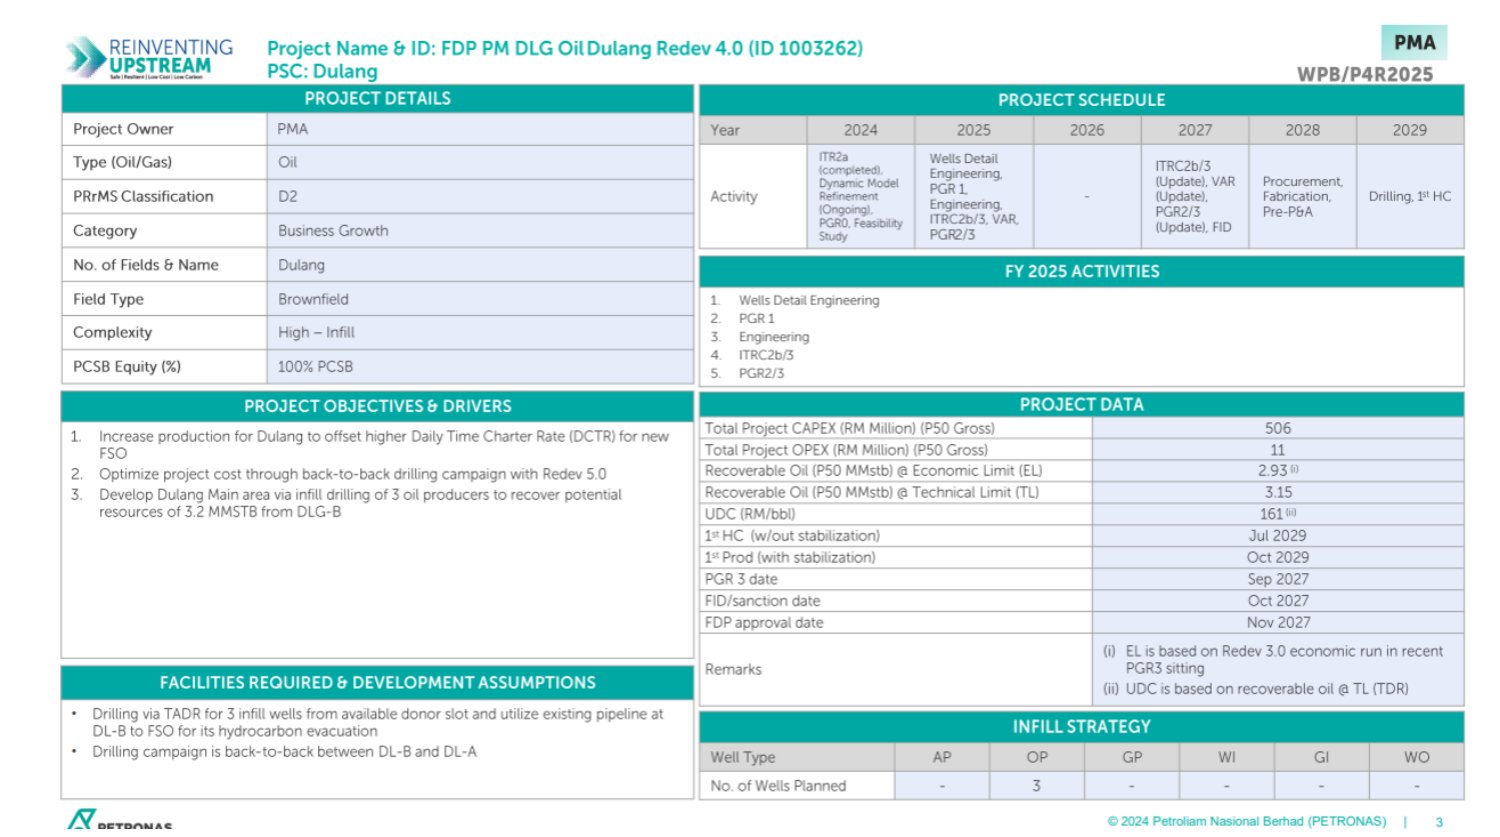 REINVENTING
UPSTREAM
Safe | Resilient | Low Cost | Low Carbon
Project Name & ID: FDP PM DLG Oil Dulang Redev 4.0 (ID 1003262)
PSC: Dulang
PMA
WPB/P4R2025
PROJECT DETAILS
Project Owner PMA
Type (Oil/Gas) Oil
PRrMS Classification D2
Category Business Growth
No. of Fields & Name Dulang
Field Type Brownfield
Complexity High – Infill
PCSB Equity (%) 100% PCSB
PROJECT OBJECTIVES & DRIVERS
1. Increase production for Dulang to offset higher Daily Time Charter Rate (DCTR) for new
FSO
2. Optimize project cost through back-to-back drilling campaign with Redev 5.0
3. Develop Dulang Main area via infill drilling of 3 oil producers to recover potential
resources of 3.2 MMSTB from DLG-B
FACILITIES REQUIRED & DEVELOPMENT ASSUMPTIONS
• Drilling via TADR for 3 infill wells from available donor slot and utilize existing pipeline at
DL-B to FSO for its hydrocarbon evacuation
• Drilling campaign is back-to-back between DL-B and DL-A
PROJECT SCHEDULE
Year 2024 2025 2026 2027 2028 2029
Activity
ITR2a
(completed),
Dynamic Model
Refinement
(Ongoing),
PGR0, Feasibility
Study
Wells Detail
Engineering,
PGR 1,
Engineering,
ITRC2b/3, VAR,
PGR2/3
-
ITRC2b/3
(Update), VAR
(Update),
PGR2/3
(Update), FID
Procurement,
Fabrication,
Pre-P&A
Drilling, 1st HC
FY 2025 ACTIVITIES
1. Wells Detail Engineering
2. PGR 1
3. Engineering
4. ITRC2b/3
5. PGR2/3
PROJECT DATA
Total Project CAPEX (RM Million) (P50 Gross) 506
Total Project OPEX (RM Million) (P50 Gross) 11
Recoverable Oil (P50 MMstb) @ Economic Limit (EL) 2.93 (i)
Recoverable Oil (P50 MMstb) @ Technical Limit (TL) 3.15
UDC (RM/bbl) 161 (ii)
1st HC (w/out stabilization) Jul 2029
1st Prod (with stabilization) Oct 2029
PGR 3 date Sep 2027
FID/sanction date Oct 2027
FDP approval date Nov 2027
Remarks
(i) EL is based on Redev 3.0 economic run in recent
PGR3 sitting
(ii) UDC is based on recoverable oil @ TL (TDR)
INFILL STRATEGY
Well Type AP OP GP WI GI WO
No. of Wells Planned - 3 - - - -
PETRONAS
© 2024 Petroliam Nasional Berhad (PETRONAS) | 3